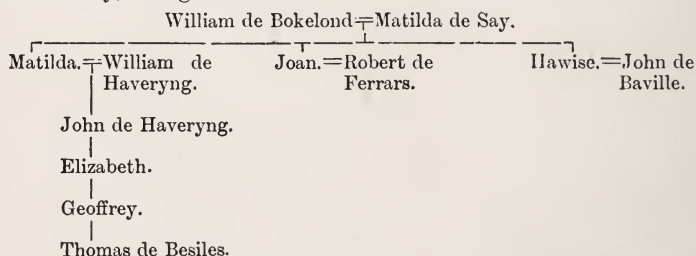 William de Bokelond=Matilda de Say.
Matilda.=William de Haveryng.
Joan.=Robert de Ferrars.
Hawise.=John de Baville.
John de Haveryng.
Elizabeth.
Geoffrey.
Thomas de Besiles.